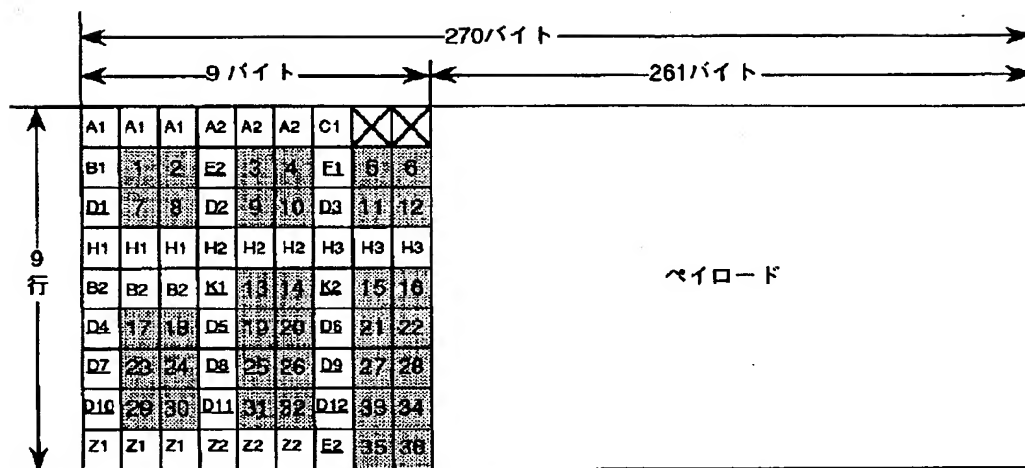 270バイト
9バイト 261バイト
A1 A1 A1 A2 A2 A2 C1
B1 1 2 E2 3 4 F1 5 6
D1 7 8 D2 9 10 D3 11 12
H1 H1 H1 H2 H2 H2 H3 H3 H3
9行 ペイロード
B2 B2 B2 K1 13 14 K2 15 16
D4 17 18 D5 19 20 D6 21 22
D7 23 24 D8 25 26 D9 27 28
D10 29 30 D11 31 32 D12 33 34
Z1 Z1 Z1 Z2 Z2 Z2 E2 35 36